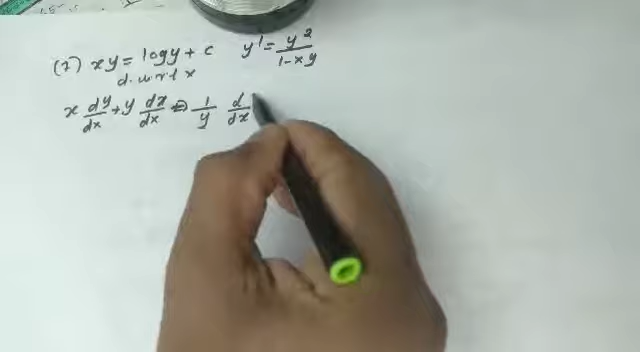 (7) xy = log y + c   y' = y²/(1-xy)
d.w.r.t x
x dy/dx + y dx/dx = 1/y d/dx